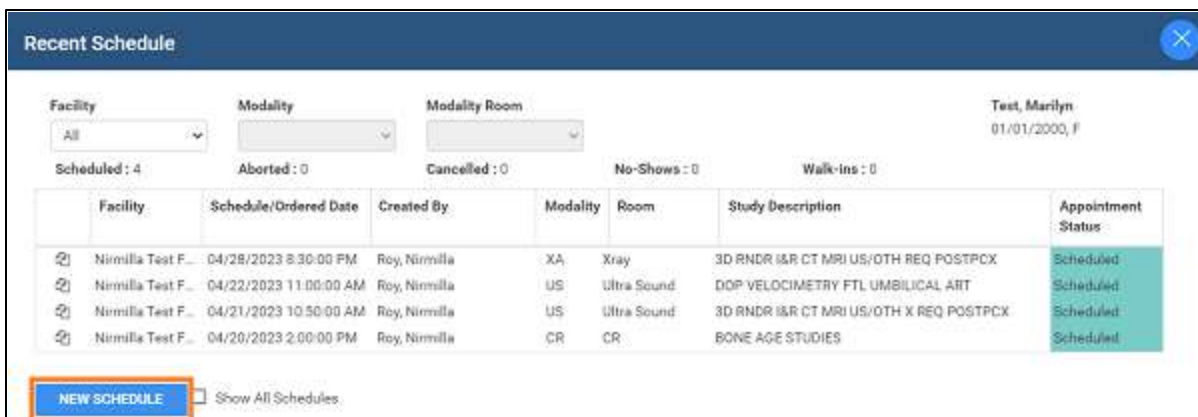 Recent Schedule
Facility Modality Modality Room Test, Marilyn
All 01/01/2000, F
Scheduled : 4 Aborted : 0 Cancelled : 0 No-Shows : 0 Walk-Ins : 0
Facility Schedule/Ordered Date Created By Modality Room Study Description Appointment Status
Nirmilla Test F... 04/28/2023 8:30:00 PM Roy, Nirmilla XA Xray 3D RNDR I&R CT MRI US/OTH REQ POSTPCX Scheduled
Nirmilla Test F... 04/22/2023 11:00:00 AM Roy, Nirmilla US Ultra Sound DOP VELOCIMETRY FTL UMBILICAL ART Scheduled
Nirmilla Test F... 04/21/2023 10:50:00 AM Roy, Nirmilla US Ultra Sound 3D RNDR I&R CT MRI US/OTH X REQ POSTPCX Scheduled
Nirmilla Test F... 04/20/2023 2:00:00 PM Roy, Nirmilla CR CR BONE AGE STUDIES Scheduled
NEW SCHEDULE Show All Schedules